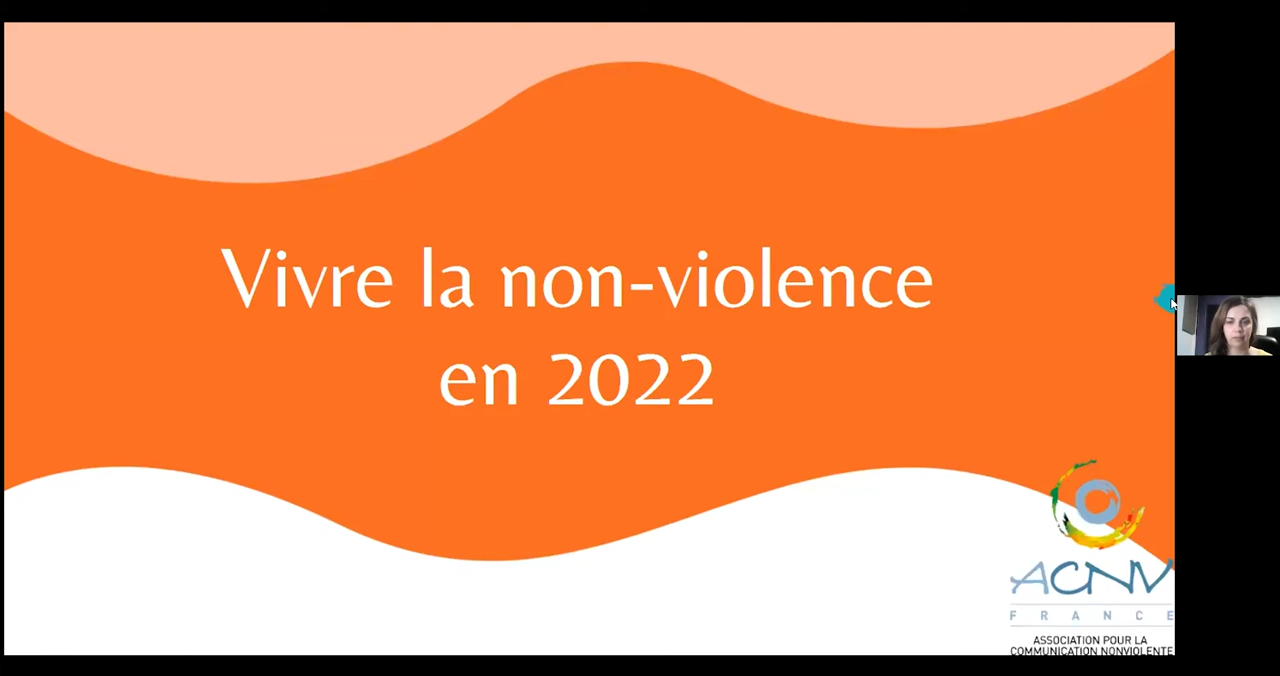 Vivre la non-violence
en 2022
ACNV
FRANCE
ASSOCIATION POUR LA
COMMUNICATION NONVIOLENTE